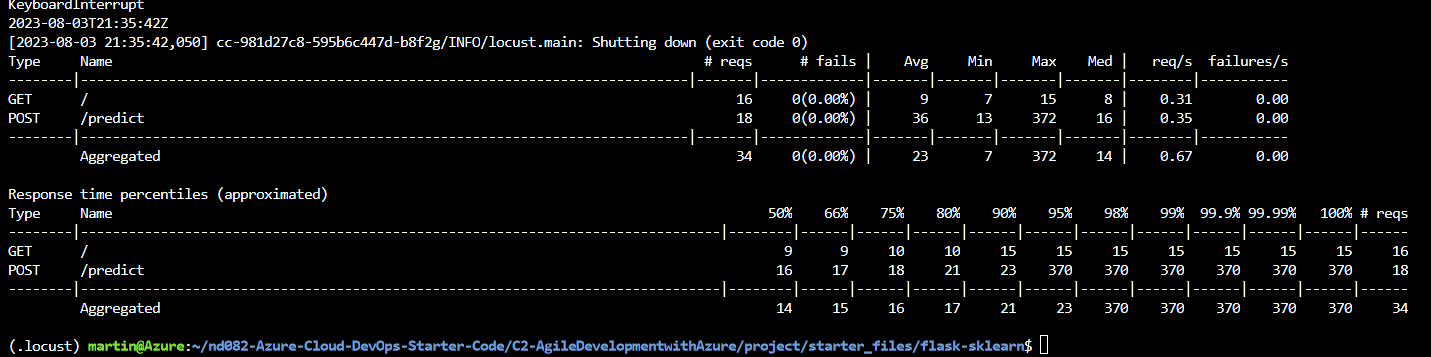 KeyboardInterrupt
2023-08-03T21:35:42Z
[2023-08-03 21:35:42,050] cc-981d27c8-595b6c447d-b8f2g/INFO/locust.main: Shutting down (exit code 0)
Type     Name                                                                          # reqs      # fails |    Avg     Min     Max    Med |   req/s  failures/s
--------|----------------------------------------------------------------------------|-------|-------------|-------|-------|-------|-------|--------|-----------
GET      /                                                                                 16     0(0.00%) |      9       7      15      8 |    0.31        0.00
POST     /predict                                                                          18     0(0.00%) |     36      13     372     16 |    0.35        0.00
--------|----------------------------------------------------------------------------|-------|-------------|-------|-------|-------|-------|--------|-----------
         Aggregated                                                                        34     0(0.00%) |     23       7     372     14 |    0.67        0.00
Response time percentiles (approximated)
Type     Name                                                                                  50%    66%    75%    80%    90%    95%    98%    99%  99.9% 99.99%   100% # reqs
--------|--------------------------------------------------------------------------------|--------|------|------|------|------|------|------|------|------|------|------|------
GET      /                                                                                       9      9     10     10     15     15     15     15     15     15     15     16
POST     /predict                                                                               16     17     18     21     23    370    370    370    370    370    370     18
--------|--------------------------------------------------------------------------------|--------|------|------|------|------|------|------|------|------|------|------|------
         Aggregated                                                                             14     15     16     17     21     23    370    370    370    370    370     34
(.locust) martin@Azure:~/nd082-Azure-Cloud-DevOps-Starter-Code/C2-AgileDevelopmentwithAzure/project/starter_files/flask-sklearn$